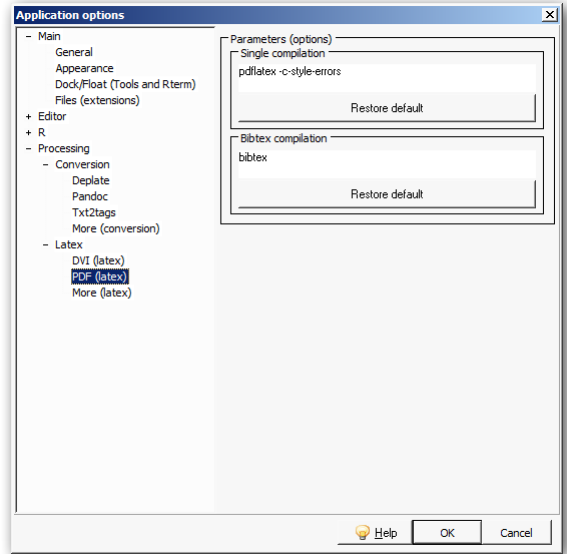 Application options
- Main
General
Appearance
Dock/Float (Tools and Rterm)
Files (extensions)
+ Editor
+ R
- Processing
- Conversion
Deplate
Pandoc
Txt2tags
More (conversion)
- Latex
DVI (latex)
PDF (latex)
More (latex)
Parameters (options)
Single compilation
pdflatex -c-style-errors
Restore default
Bibtex compilation
bibtex
Restore default
Help
OK
Cancel